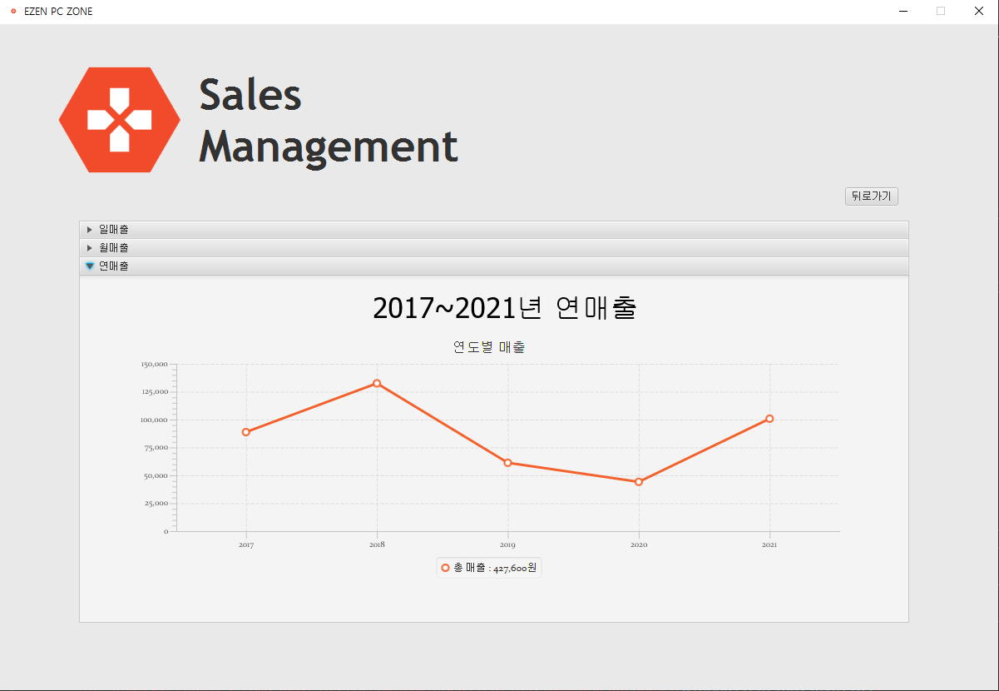 EZEN PC ZONE
Sales
Management
뒤로가기
일매출
월매출
연매출
2017~2021년 연매출
연도별 매출
150,000
125,000
100,000
75,000
50,000
25,000
0
2017 2018 2019 2020 2021
총 매출 : 427,600원